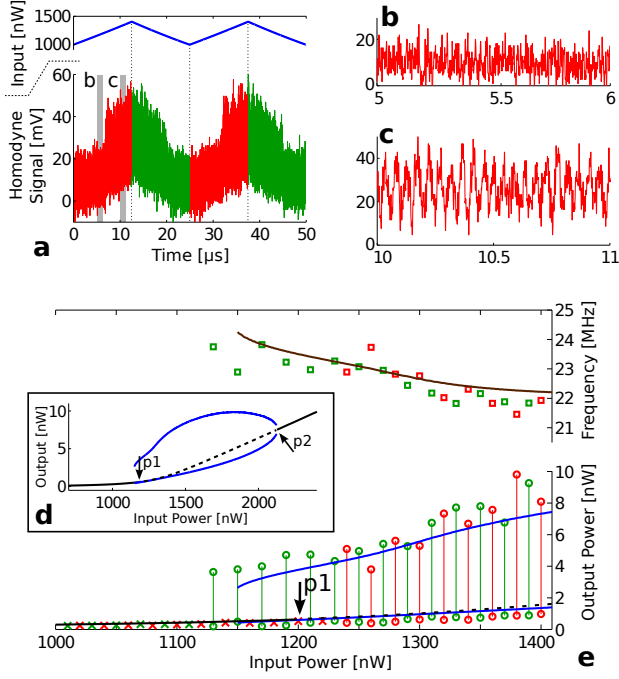 1500
1000
Input [nW]
60
40
20
0
Homodyne
Signal [mV]
b
c
0
10
20
30
40
50
Time [µs]
a
b
20
0
5
5.5
6
c
40
20
0
10
10.5
11
25
24
23
22
21
Frequency [MHz]
10
5
0
Output [nW]
p1
p2
1000
1500
2000
Input Power [nW]
d
10
8
6
4
2
0
Output Power [nW]
p1
1000
1100
1200
1300
1400
Input Power [nW]
e